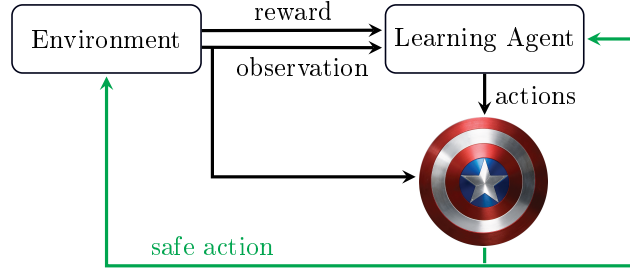 reward
Environment
Learning Agent
observation
actions
safe action